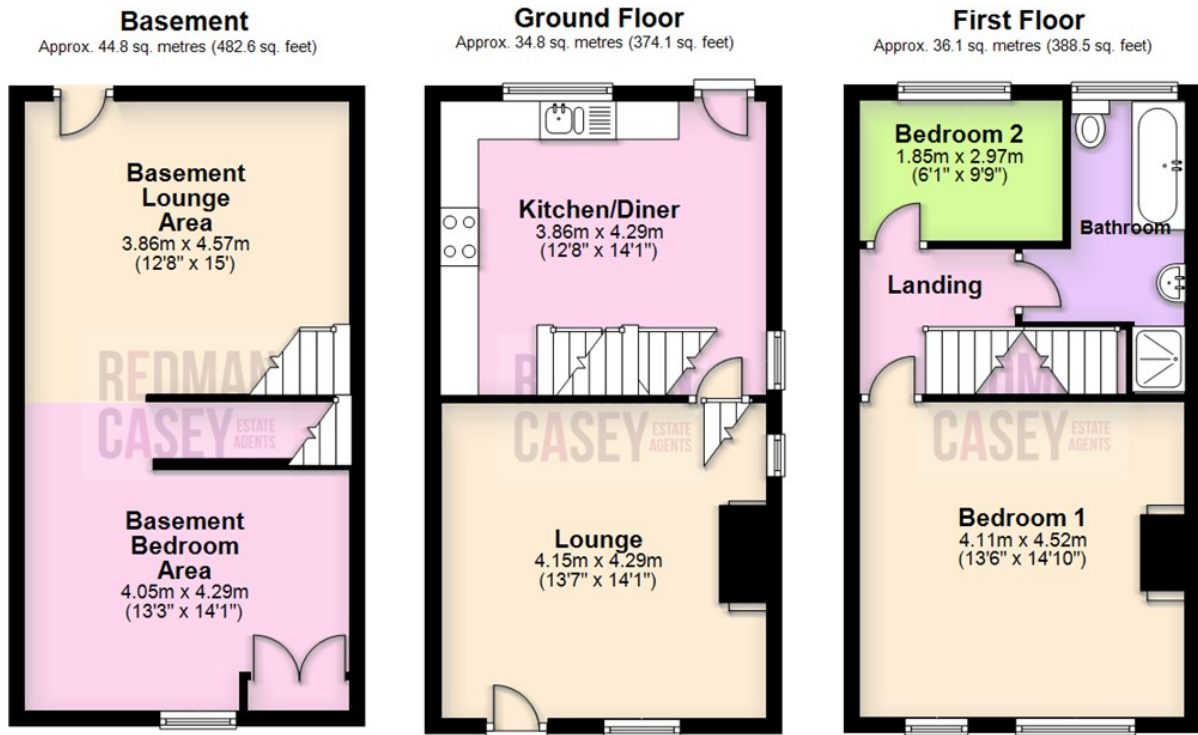 Basement
Approx. 44.8 sq. metres (482.6 sq. feet)
Basement
Lounge
Area
3.86m x 4.57m
(12'8" x 15')
REDMAN
CASEY ESTATE
AGENTS
Basement
Bedroom
Area
4.05m x 4.29m
(13'3" x 14'1")
Ground Floor
Approx. 34.8 sq. metres (374.1 sq. feet)
Kitchen/Diner
3.86m x 4.29m
(12'8" x 14'1")
CASEY ESTATE
AGENTS
Lounge
4.15m x 4.29m
(13'7" x 14'1")
First Floor
Approx. 36.1 sq. metres (388.5 sq. feet)
Bedroom 2
1.85m x 2.97m
(6'1" x 9'9")
Bathroom
Landing
CASEY ESTATE
AGENTS
Bedroom 1
4.11m x 4.52m
(13'6" x 14'10")